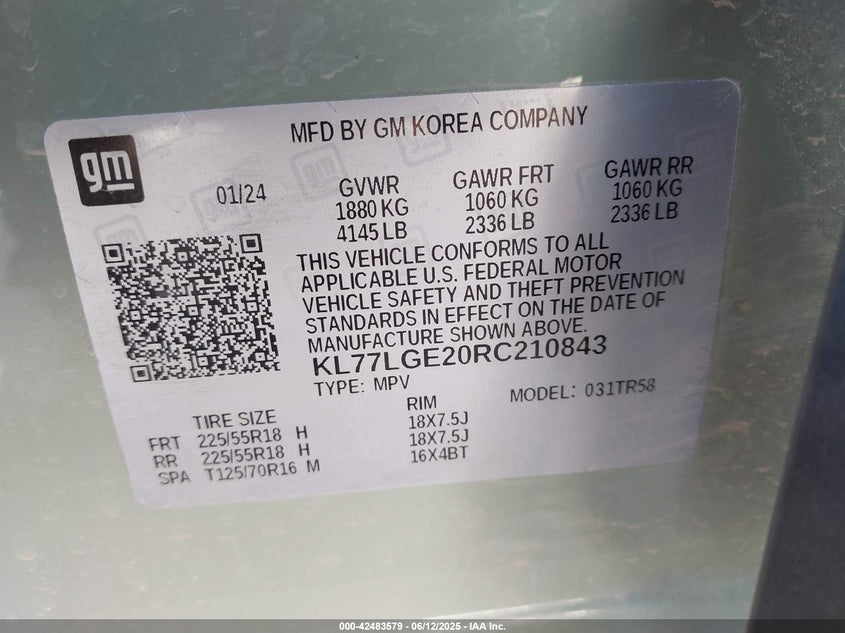 gm
MFD BY GM KOREA COMPANY
01/24
GVWR
1880 KG
4145 LB
GAWR FRT
1060 KG
2336 LB
GAWR RR
1060 KG
2336 LB
THIS VEHICLE CONFORMS TO ALL
APPLICABLE U.S. FEDERAL MOTOR
VEHICLE SAFETY AND THEFT PREVENTION
STANDARDS IN EFFECT ON THE DATE OF
MANUFACTURE SHOWN ABOVE.
KL77LGE20RC210843
TYPE: MPV
MODEL: 031TR58
TIRE SIZE RIM
FRT 225/55R18 H 18X7.5J
RR 225/55R18 H 18X7.5J
SPA T125/70R16 M 16X4BT
000-42483579 - 06/12/2025 - IAA Inc.